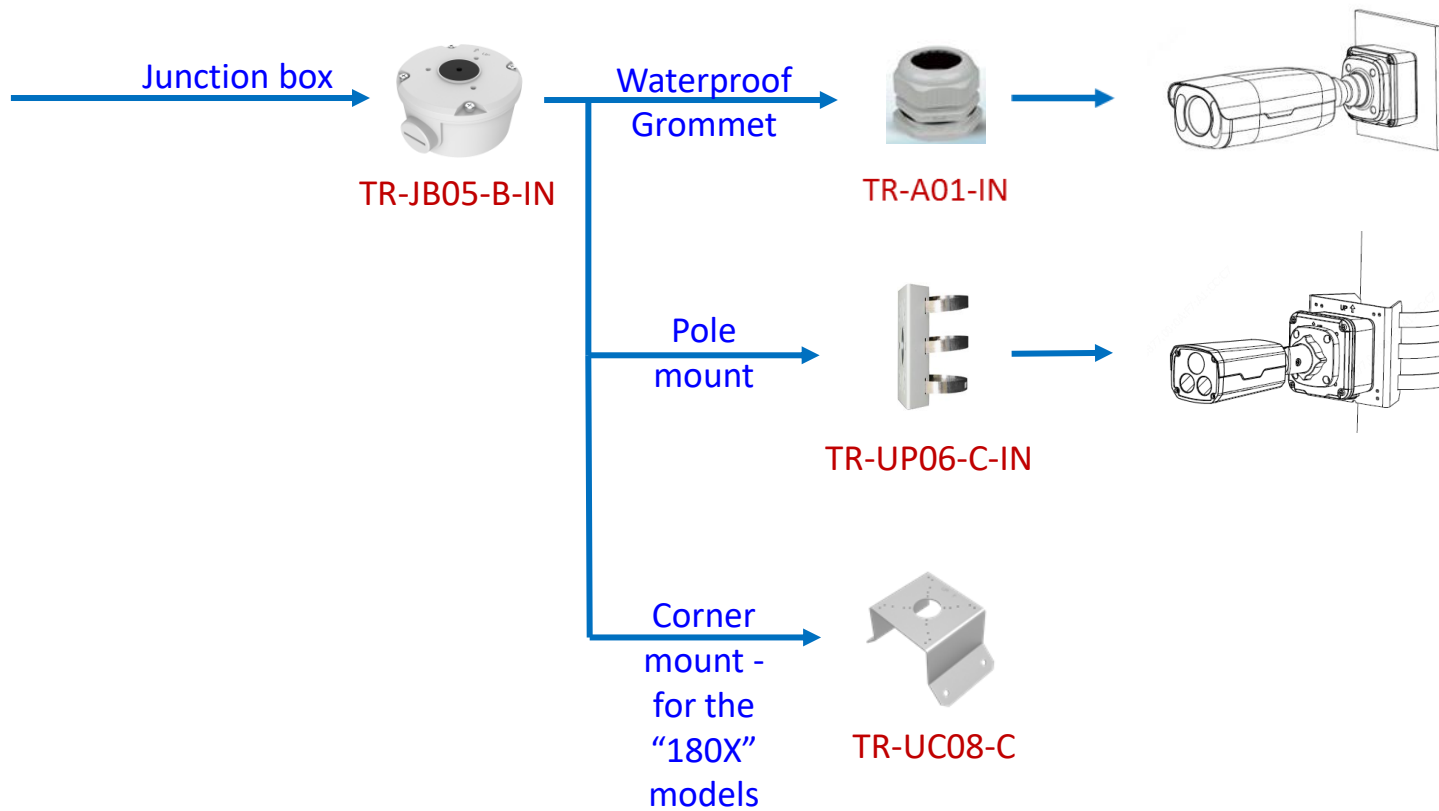 Junction box
TR-JB05-B-IN
Waterproof
Grommet
TR-A01-IN
Pole
mount
TR-UP06-C-IN
UP
Corner
mount -
for the
“180X”
models
TR-UC08-C